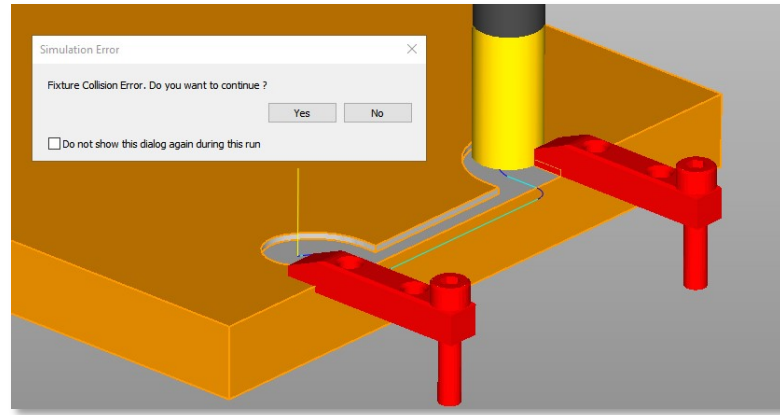 Simulation Error
Fixture Collision Error. Do you want to continue ?
Yes No
Do not show this dialog again during this run